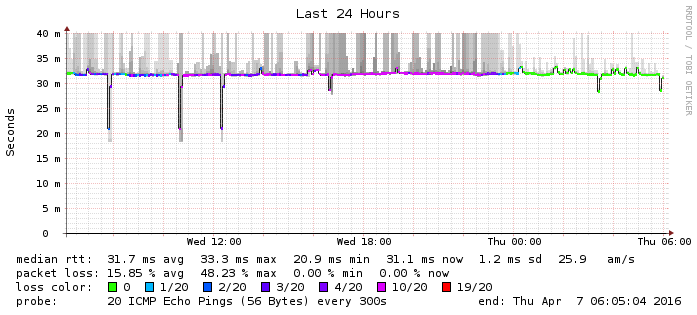 Last 24 Hours
RRDTOOL / TOBI OETIKER
Seconds
40 m
35 m
30 m
25 m
20 m
15 m
10 m
5 m
0
Wed 12:00 Wed 18:00 Thu 00:00 Thu 06:00
median rtt: 31.7 ms avg 33.3 ms max 20.9 ms min 31.1 ms now 1.2 ms sd 25.9 am/s
packet loss: 15.85 % avg 48.23 % max 0.00 % min 0.00 % now
loss color: 0 1/20 2/20 3/20 4/20 10/20 19/20
probe: 20 ICMP Echo Pings (56 Bytes) every 300s end: Thu Apr 7 06:05:04 2016